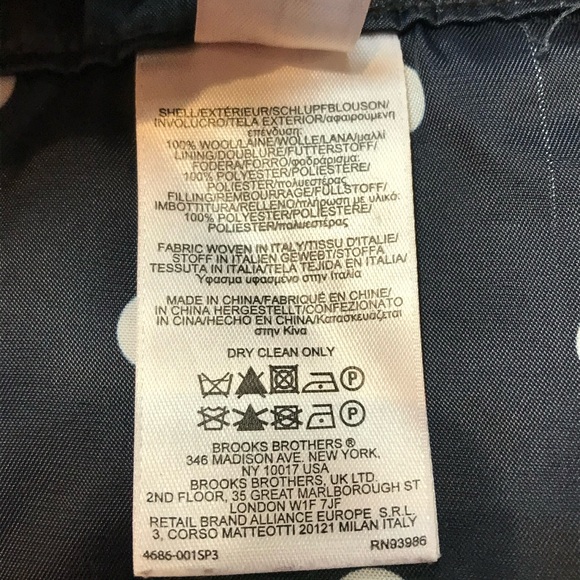 SHELL/EXTÉRIEUR/SCHLUPFBLOUSON/
INVOLUCRO/TELA EXTERIOR/αφαιρούμενη
επένδυση:
100% WOOL/LAINE/WOLLE/LANA/μαλλί
LINING/DOUBLURE/FUTTERSTOFF/
FODERA/FORRO/φοδράρισμα:
100% POLYESTER/POLIESTERE/
POLIESTER/πολυεστέρας
FILLING/REMBOURRAGE/FÜLLSTOFF/
IMBOTTITURA/RELLENO/πλήρωση με υλικό:
100% POLYESTER/POLIESTERE/
POLIESTER/πολυεστέρας
FABRIC WOVEN IN ITALY/TISSU D'ITALIE/
STOFF IN ITALIEN GEWEBT/STOFFA
TESSUTA IN ITALIA/TELA TEJIDA EN ITALIA/
Υφασμα υφασμένο στην Ιταλία
MADE IN CHINA/FABRIQUÉ EN CHINE/
IN CHINA HERGESTELLT/CONFEZIONATO
IN CINA/HECHO EN CHINA/Κατασκευάζεται
στην Κίνα
DRY CLEAN ONLY
P
P
BROOKS BROTHERS ®
346 MADISON AVE. NEW YORK,
NY 10017 USA
BROOKS BROTHERS, UK LTD.
2ND FLOOR, 35 GREAT MARLBOROUGH ST
LONDON W1F 7JF
RETAIL BRAND ALLIANCE EUROPE S.R.L.
3, CORSO MATTEOTTI 20121 MILAN ITALY
4686-001SP3 RN93986